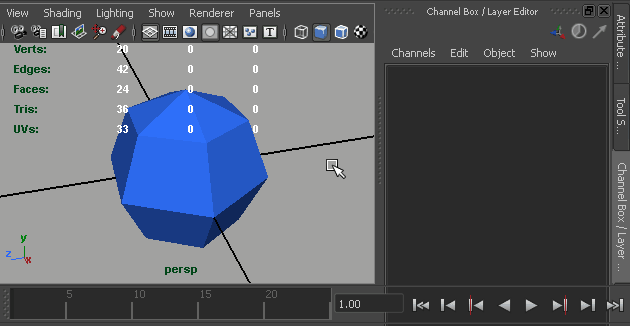 Channel Box / Layer Editor
View Shading Lighting Show Renderer Panels
Channels Edit Object Show
Verts: 20 0 0
Edges: 42 0 0
Faces: 24 0 0
Tris: 36 0 0
UVs: 33 0 0
Attribute ...
Tool S...
Channel Box / Layer ...
y
z x
persp
5 10 15 20
1.00